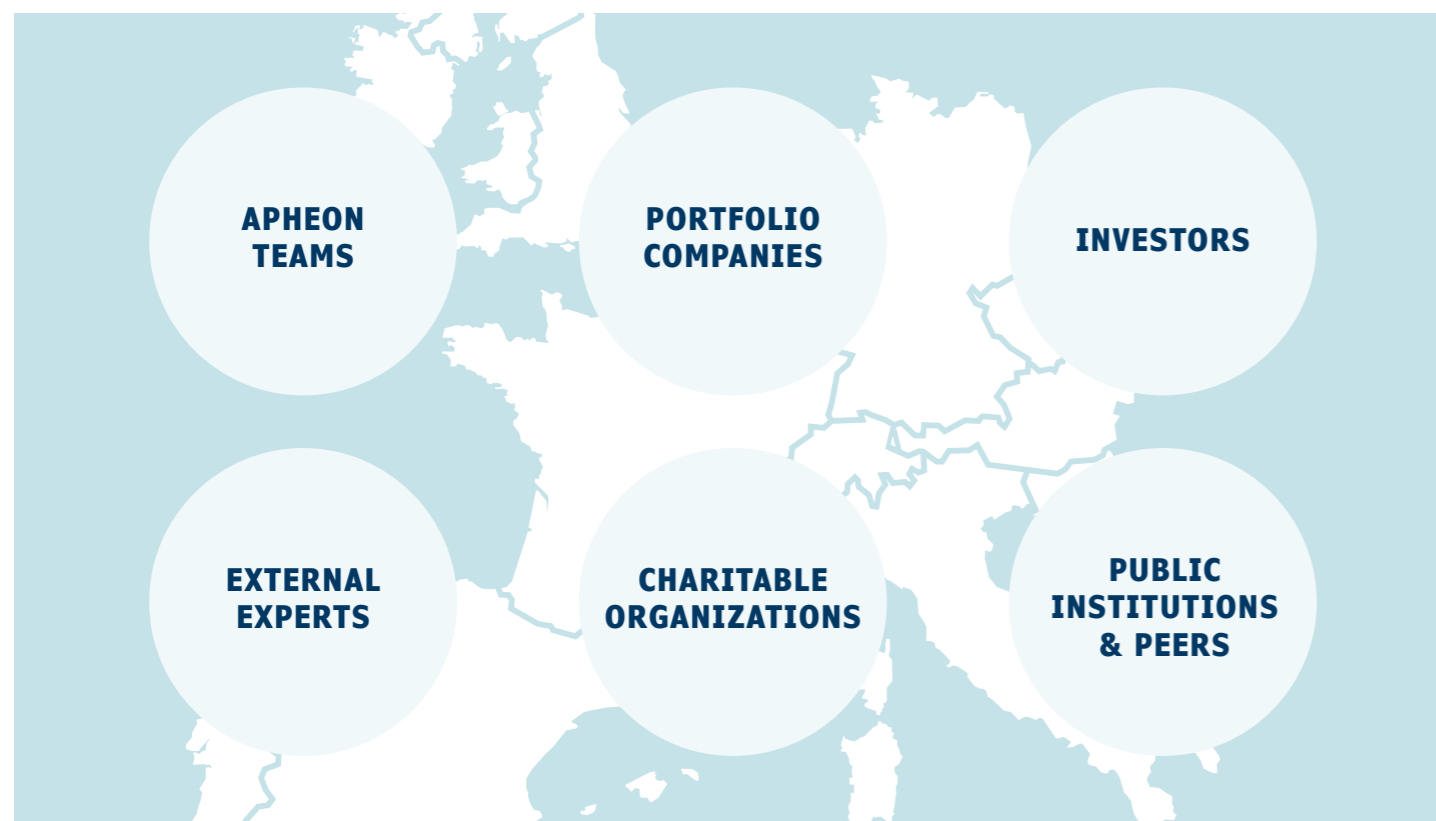 APHEON
TEAMS
PORTFOLIO
COMPANIES
INVESTORS
EXTERNAL
EXPERTS
CHARITABLE
ORGANIZATIONS
PUBLIC
INSTITUTIONS
& PEERS